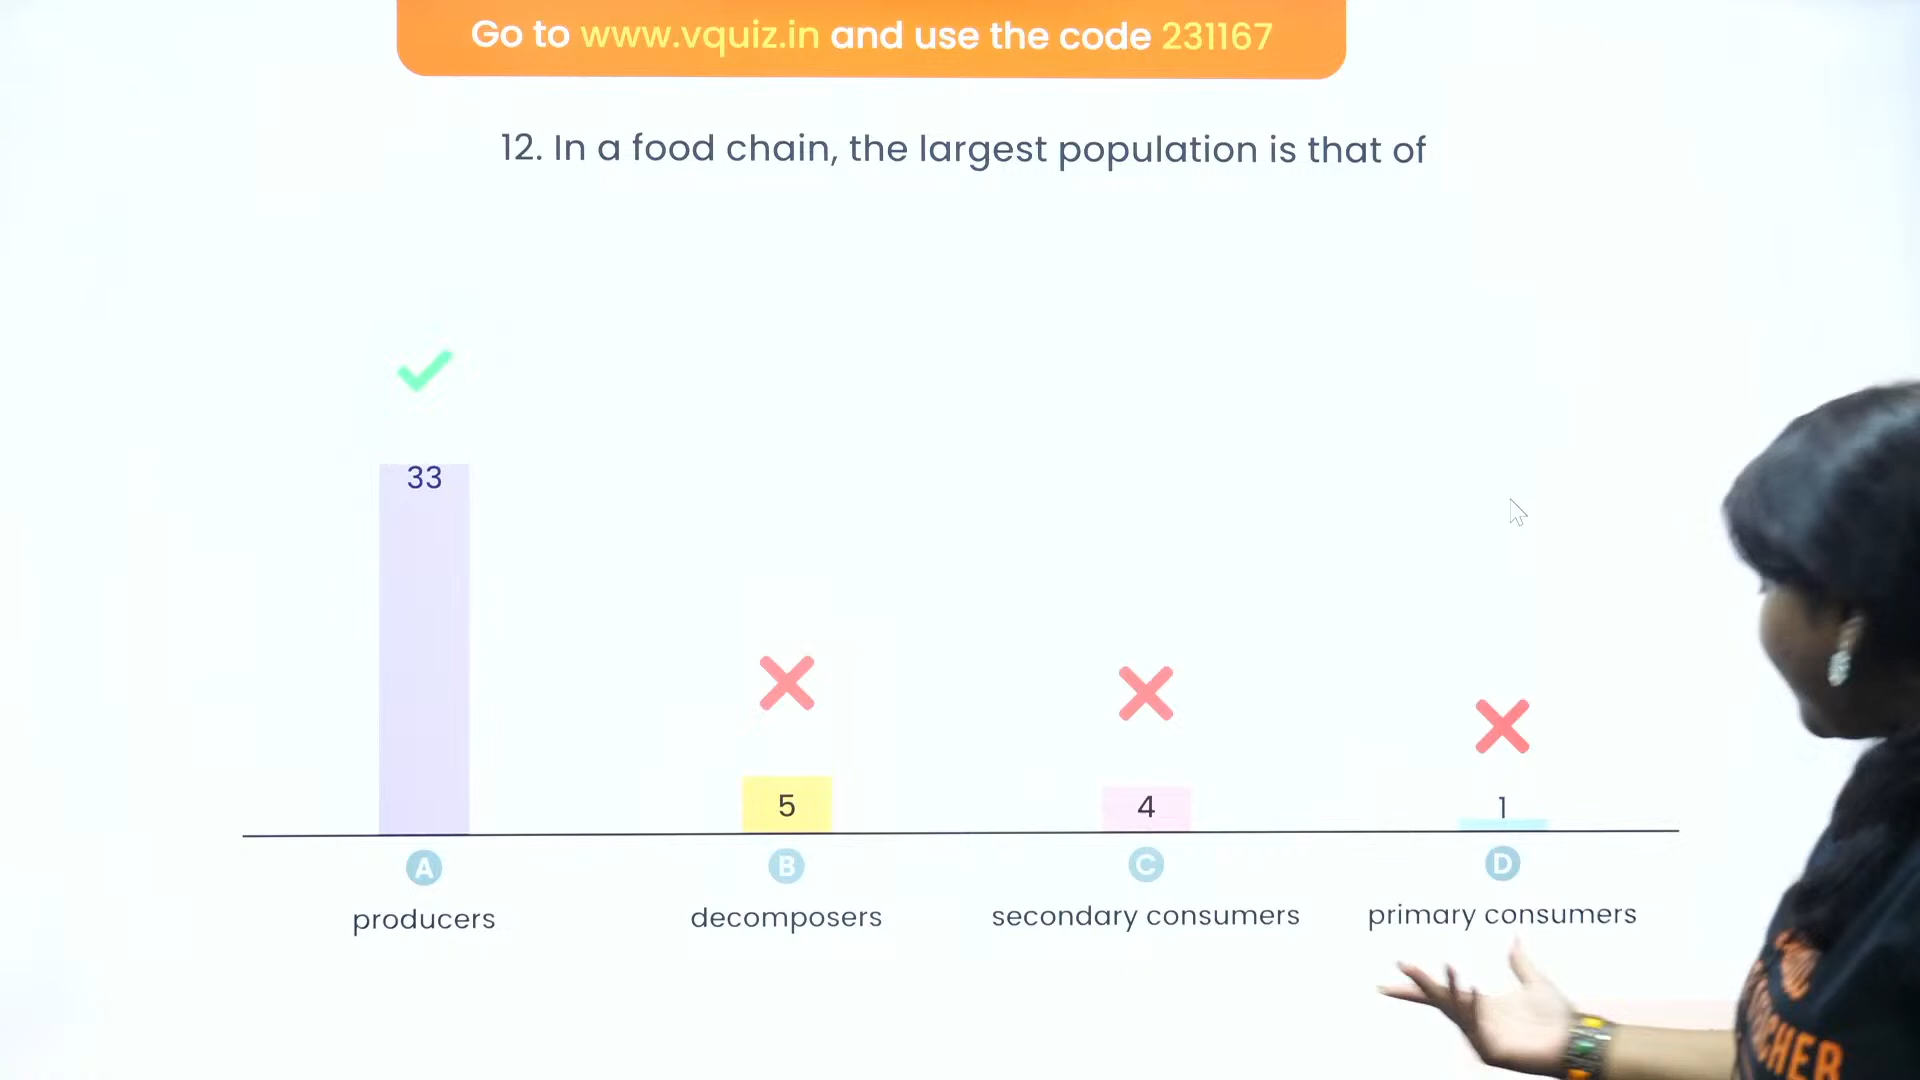 Go to www.vquiz.in and use the code 231167
12. In a food chain, the largest population is that of
33
5
4
1
A
B
C
D
producers
decomposers
secondary consumers
primary consumers